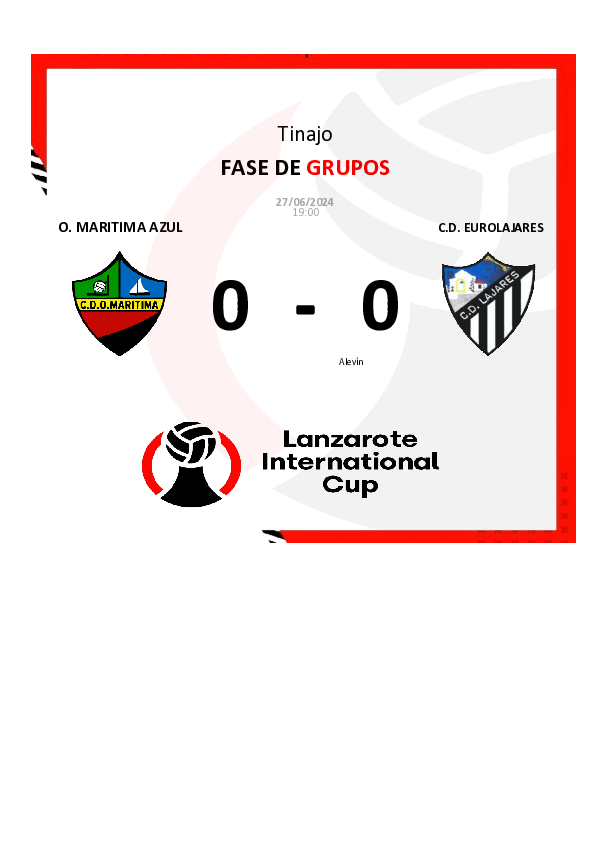 Tinajo
FASE DE GRUPOS
27/06/2024
19:00
O. MARITIMA AZUL
C.D. EUROLAJARES
C.D.O.MARITIMA
C.D. LAJARES
0 - 0
Alevín
Lanzarote
International
Cup